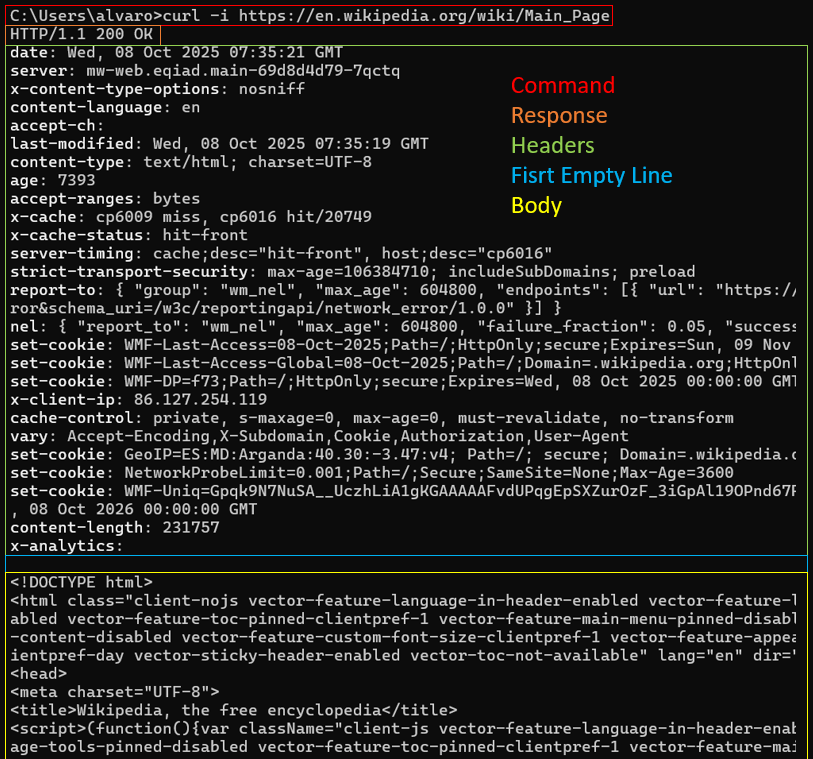 C:\Users\alvaro>curl -i https://en.wikipedia.org/wiki/Main_Page
HTTP/1.1 200 OK
date: Wed, 08 Oct 2025 07:35:21 GMT
server: mw-web.eqiad.main-69d8d4d79-7qctq
x-content-type-options: nosniff
content-language: en
accept-ch:
last-modified: Wed, 08 Oct 2025 07:35:19 GMT
content-type: text/html; charset=UTF-8
age: 7393
accept-ranges: bytes
x-cache: cp6009 miss, cp6016 hit/20749
x-cache-status: hit-front
server-timing: cache;desc="hit-front", host;desc="cp6016"
strict-transport-security: max-age=106384710; includeSubDomains; preload
report-to: { "group": "wm_nel", "max_age": 604800, "endpoints": [{ "url": "https:/
ror&schema_uri=/w3c/reportingapi/network_error/1.0.0" }] }
nel: { "report_to": "wm_nel", "max_age": 604800, "failure_fraction": 0.05, "success
set-cookie: WMF-Last-Access=08-Oct-2025;Path=/;HttpOnly;secure;Expires=Sun, 09 Nov
set-cookie: WMF-Last-Access-Global=08-Oct-2025;Path=/;Domain=.wikipedia.org;HttpOnl
set-cookie: WMF-DP=f73;Path=/;HttpOnly;secure;Expires=Wed, 08 Oct 2025 00:00:00 GMT
x-client-ip: 86.127.254.119
cache-control: private, s-maxage=0, max-age=0, must-revalidate, no-transform
vary: Accept-Encoding,X-Subdomain,Cookie,Authorization,User-Agent
set-cookie: GeoIP=ES:MD:Arganda:40.30:-3.47:v4; Path=/; secure; Domain=.wikipedia.o
set-cookie: NetworkProbeLimit=0.001;Path=/;Secure;SameSite=None;Max-Age=3600
set-cookie: WMF-Uniq=Gpqk9N7NuSA__UczhLiA1gKGAAAAAFvdUPqgEpSXZurOzF_3iGpAl19OPnd67F
, 08 Oct 2026 00:00:00 GMT
content-length: 231757
x-analytics:
Command
Response
Headers
Fisrt Empty Line
Body
<!DOCTYPE html>
<html class="client-nojs vector-feature-language-in-header-enabled vector-feature-l
abled vector-feature-toc-pinned-clientpref-1 vector-feature-main-menu-pinned-disabl
-content-disabled vector-feature-custom-font-size-clientpref-1 vector-feature-appea
ientpref-day vector-sticky-header-enabled vector-toc-not-available" lang="en" dir="
<head>
<meta charset="UTF-8">
<title>Wikipedia, the free encyclopedia</title>
<script>(function(){var className="client-js vector-feature-language-in-header-enab
age-tools-pinned-disabled vector-feature-toc-pinned-clientpref-1 vector-feature-mai